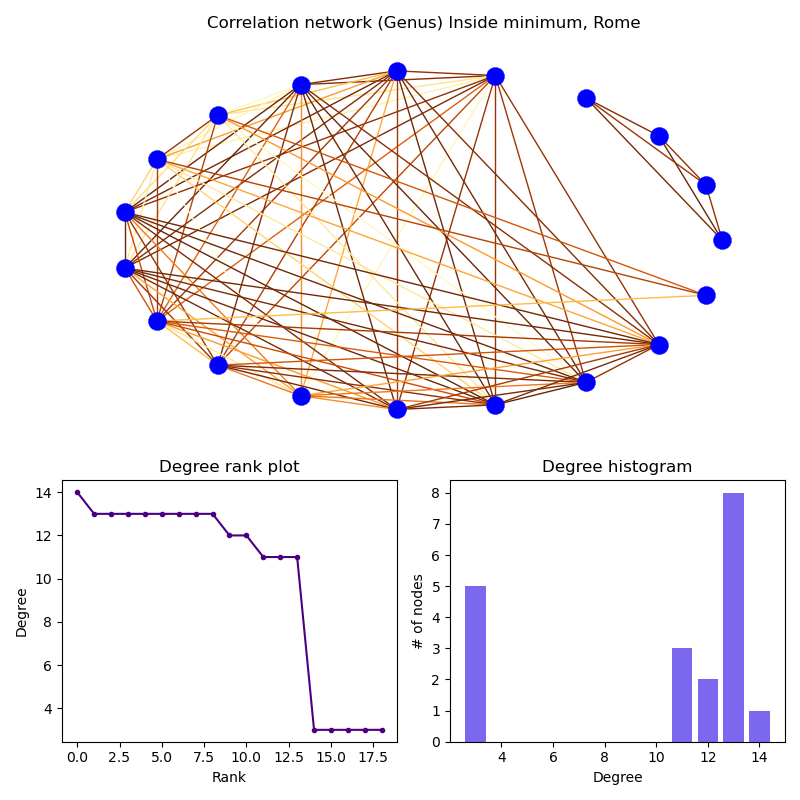 Correlation network (Genus) Inside minimum, Rome
Degree rank plot
14
12
10
8
6
4
Degree
0.0 2.5 5.0 7.5 10.0 12.5 15.0 17.5
Rank
Degree histogram
8
7
6
5
4
3
2
1
0
# of nodes
4 6 8 10 12 14
Degree